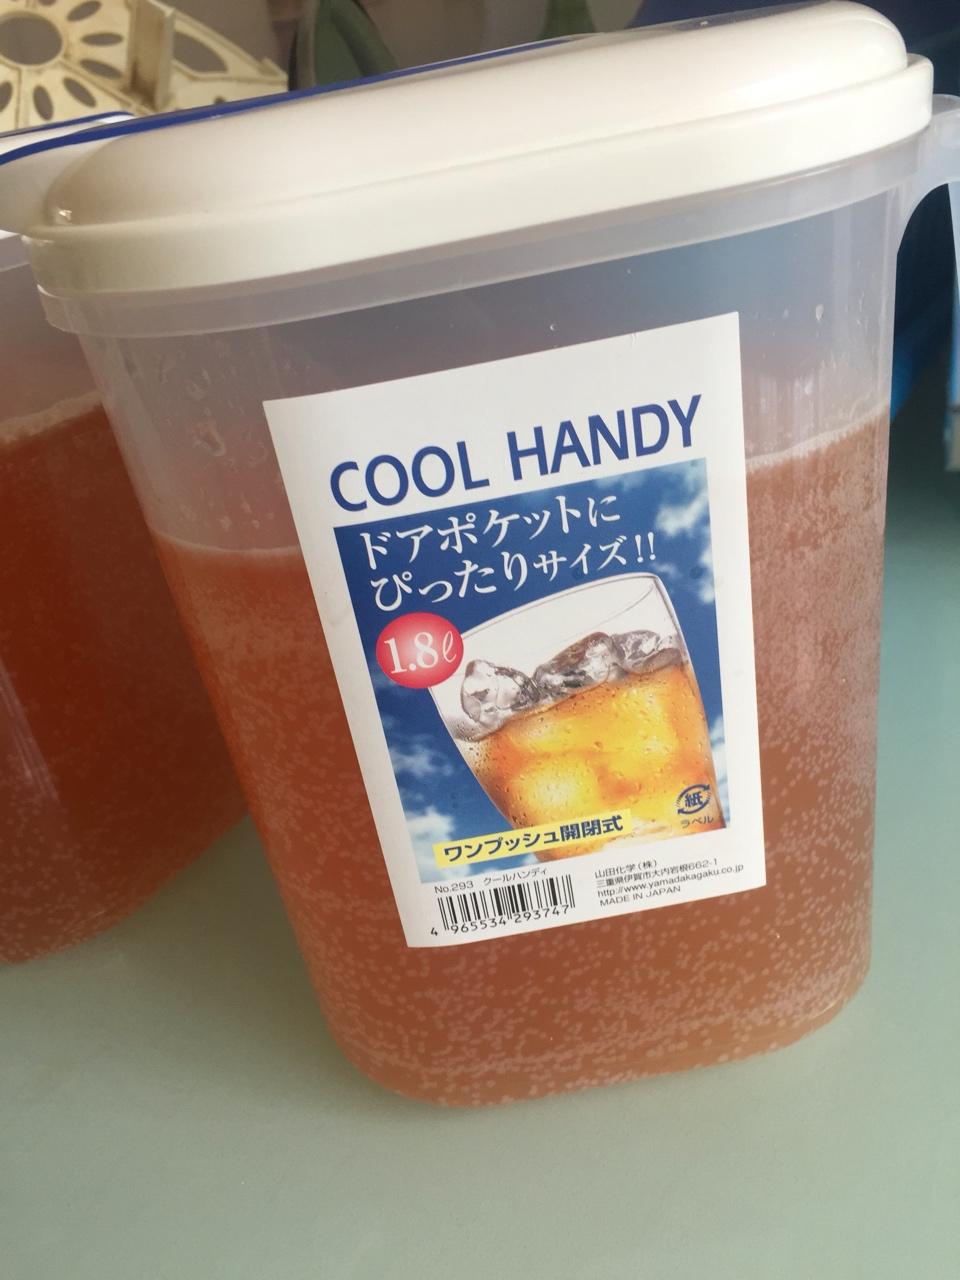 COOL HANDY
ドアポケットに
ぴったりサイズ!!
1.8ℓ
紙
ラベル
ワンプッシュ開閉式
No.293 クールハンディ
4 965534 293747
山田化学(株)
三重県伊賀市大内岩根662-1
http://www.yamadakagaku.co.jp
MADE IN JAPAN